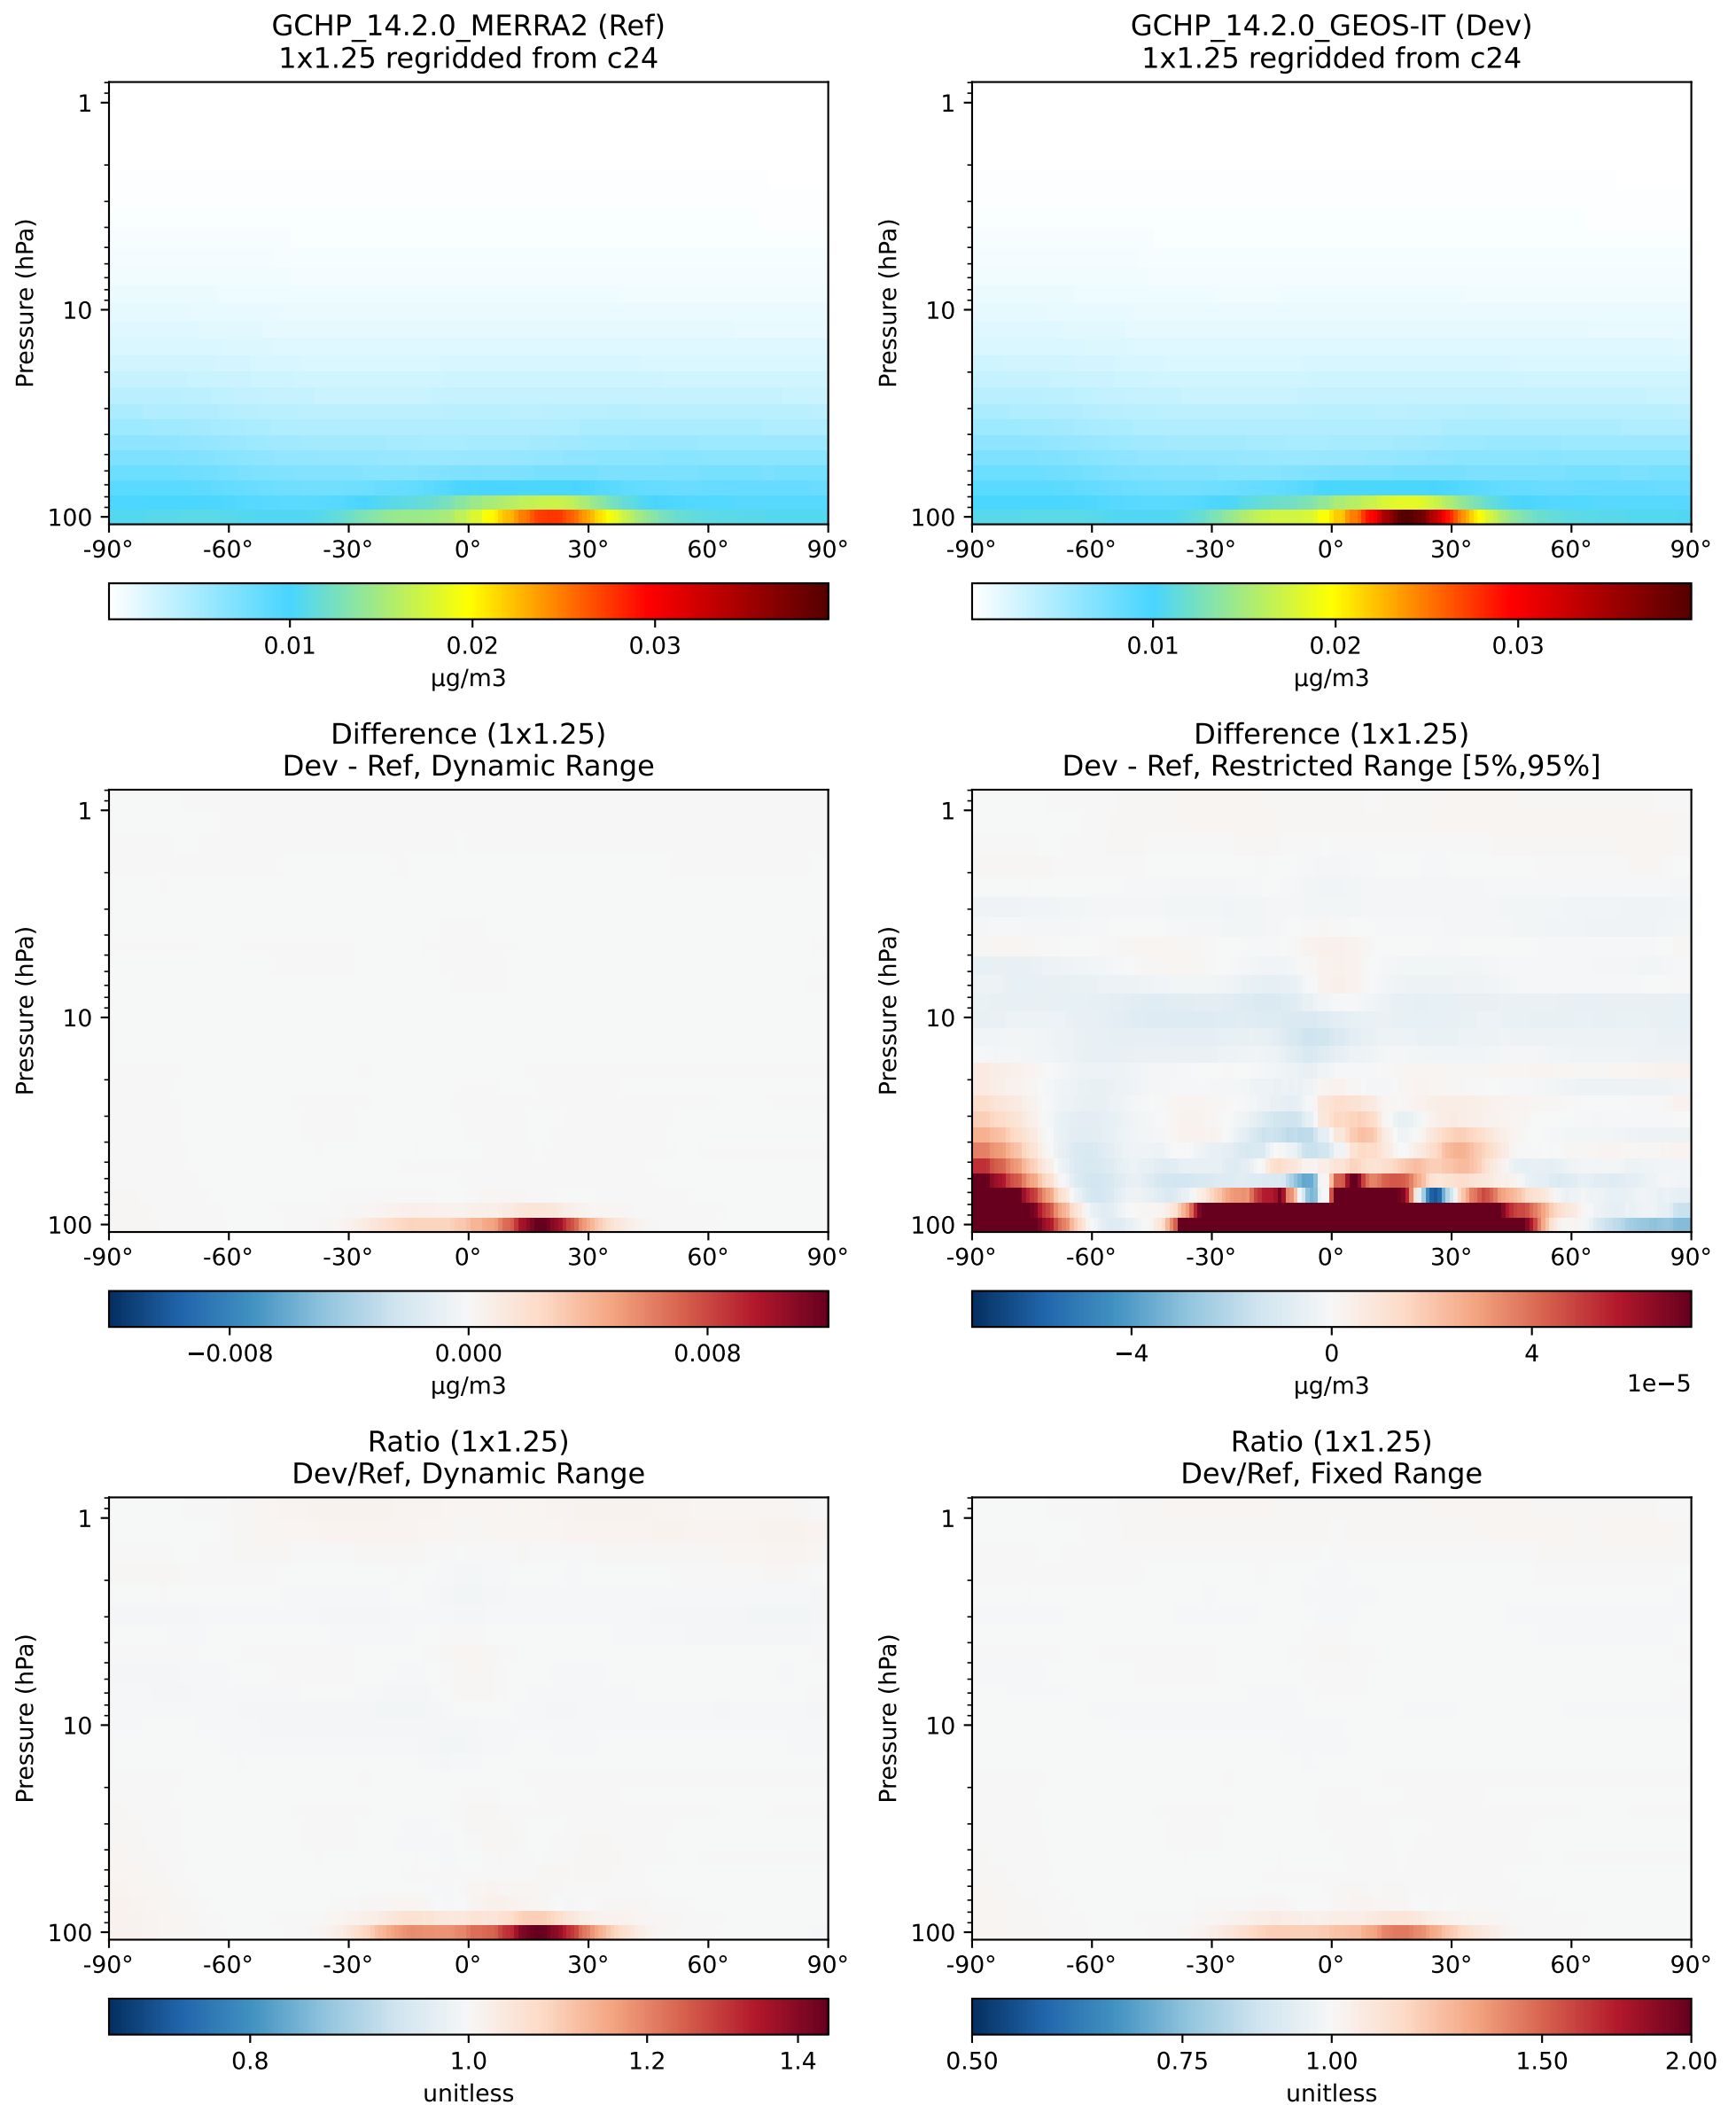 GCHP_14.2.0_MERRA2 (Ref)
1x1.25 regridded from c24
Pressure (hPa)
1
10
100
-90° -60° -30° 0° 30° 60° 90°
0.01 0.02 0.03
μg/m3
GCHP_14.2.0_GEOS-IT (Dev)
1x1.25 regridded from c24
Pressure (hPa)
1
10
100
-90° -60° -30° 0° 30° 60° 90°
0.01 0.02 0.03
μg/m3
Difference (1x1.25)
Dev - Ref, Dynamic Range
Pressure (hPa)
1
10
100
-90° -60° -30° 0° 30° 60° 90°
−0.008 0.000 0.008
μg/m3
Difference (1x1.25)
Dev - Ref, Restricted Range [5%,95%]
Pressure (hPa)
1
10
100
-90° -60° -30° 0° 30° 60° 90°
−4 0 4
μg/m3
1e−5
Ratio (1x1.25)
Dev/Ref, Dynamic Range
Pressure (hPa)
1
10
100
-90° -60° -30° 0° 30° 60° 90°
0.8 1.0 1.2 1.4
unitless
Ratio (1x1.25)
Dev/Ref, Fixed Range
Pressure (hPa)
1
10
100
-90° -60° -30° 0° 30° 60° 90°
0.50 0.75 1.00 1.50 2.00
unitless